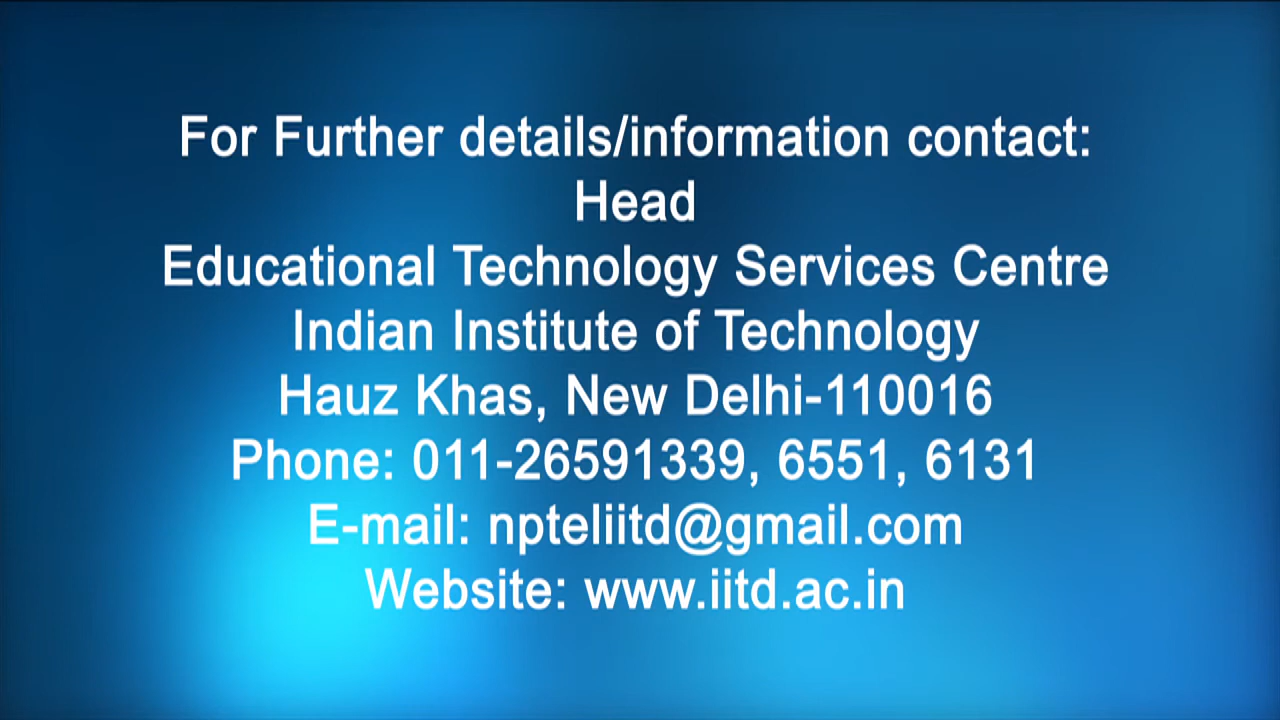 For Further details/information contact:
Head
Educational Technology Services Centre
Indian Institute of Technology
Hauz Khas, New Delhi-110016
Phone: 011-26591339, 6551, 6131
E-mail: npteliitd@gmail.com
Website: www.iitd.ac.in